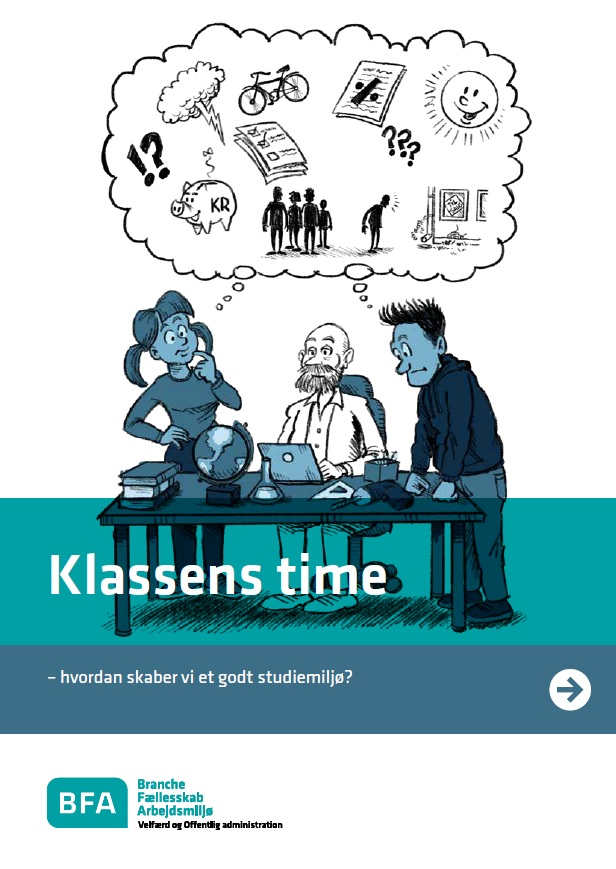 !?
???
KR
Klassens time
– hvordan skaber vi et godt studiemiljø?
BFA
Branche
Fællesskab
Arbejdsmiljø
Velfærd og Offentlig administration